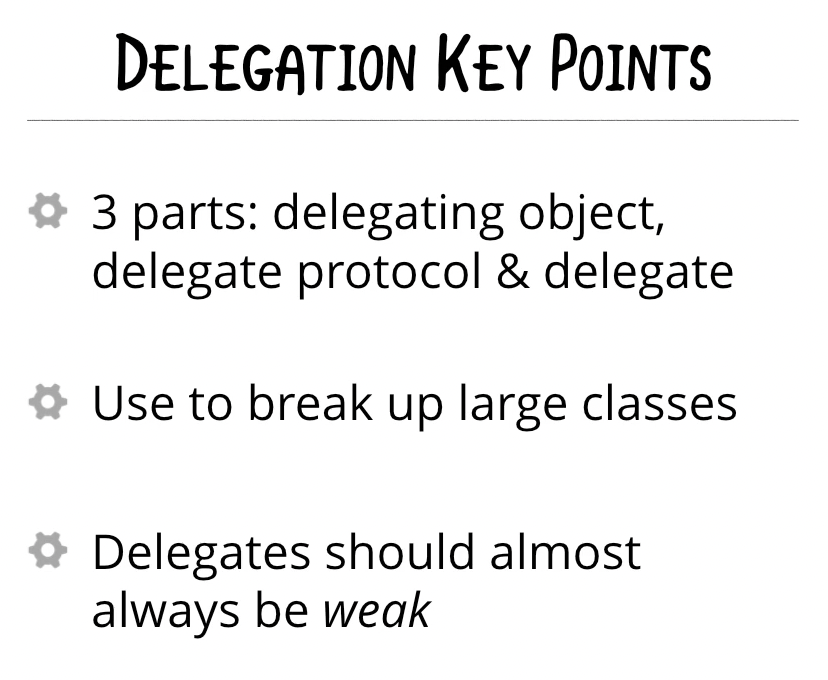 Delegation Key Points
3 parts: delegating object,
delegate protocol & delegate
Use to break up large classes
Delegates should almost
always be weak